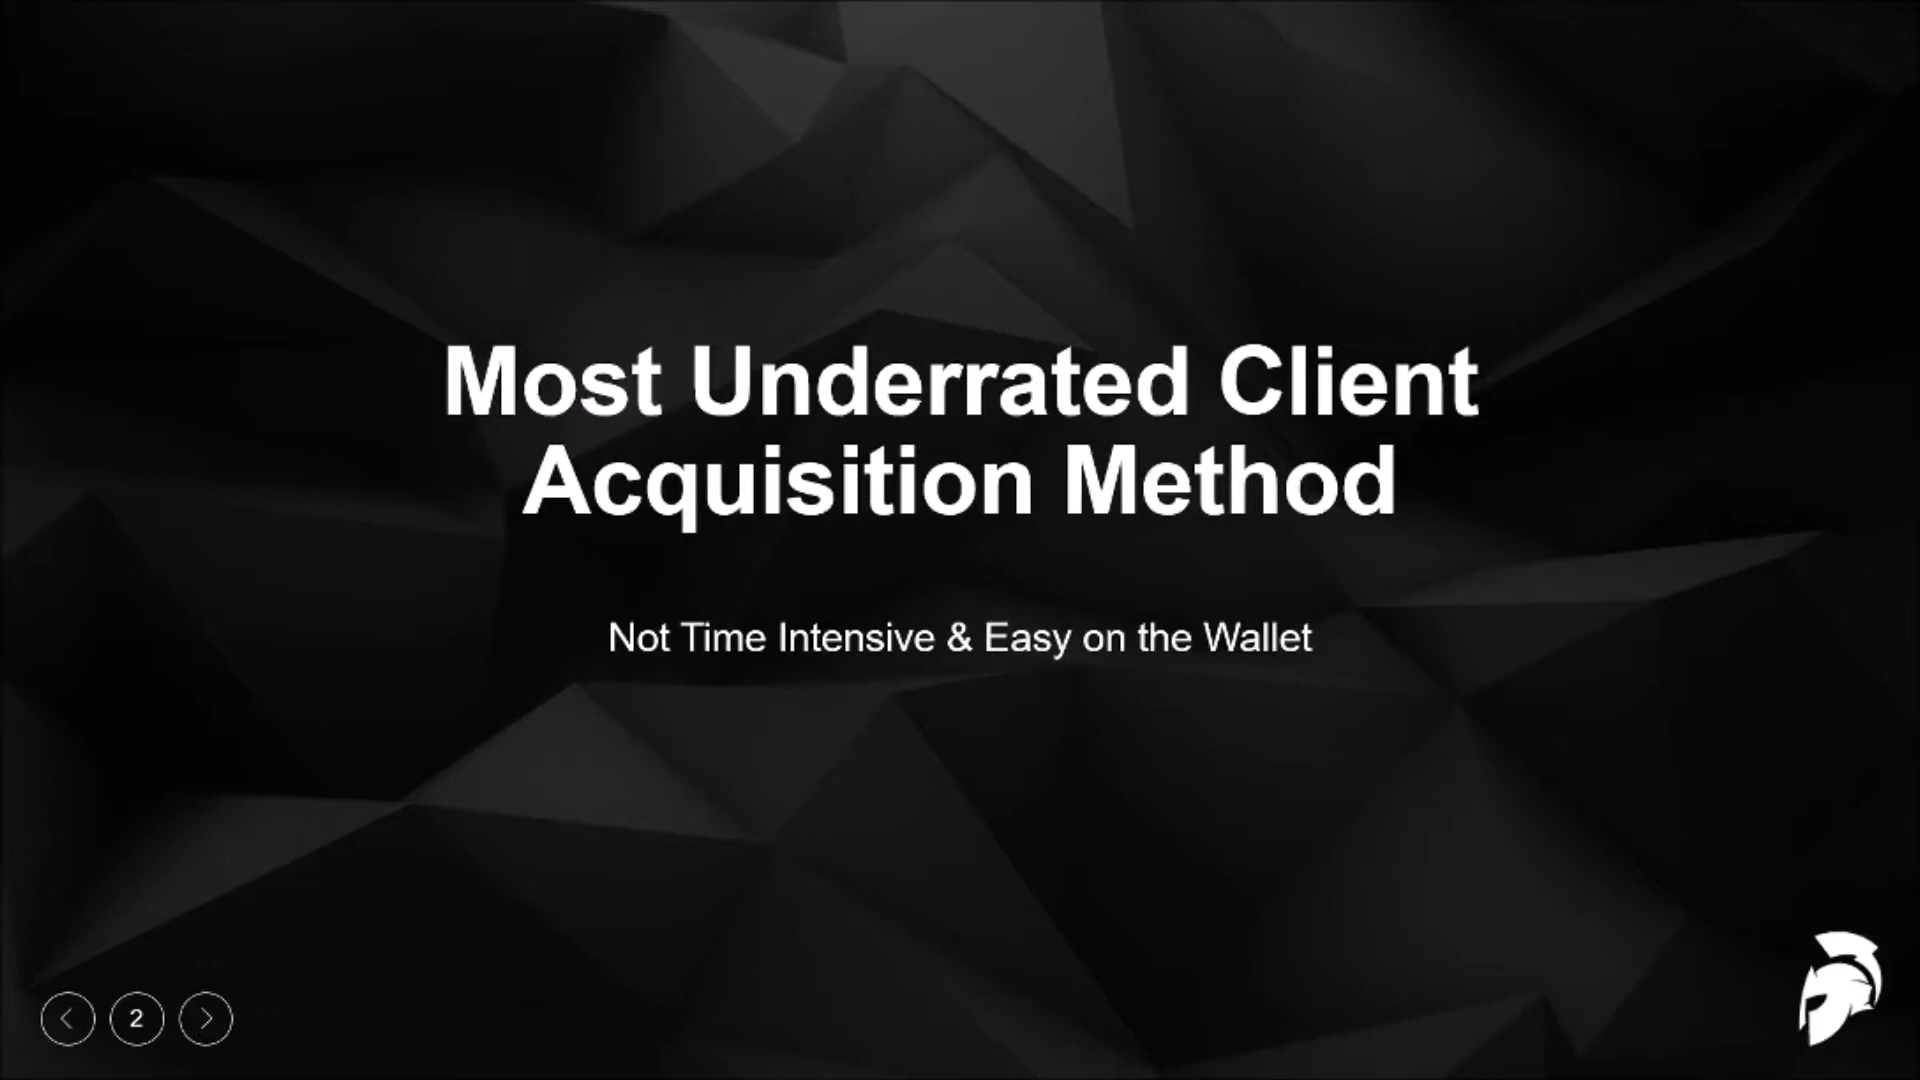 Most Underrated Client
Acquisition Method
Not Time Intensive & Easy on the Wallet
2